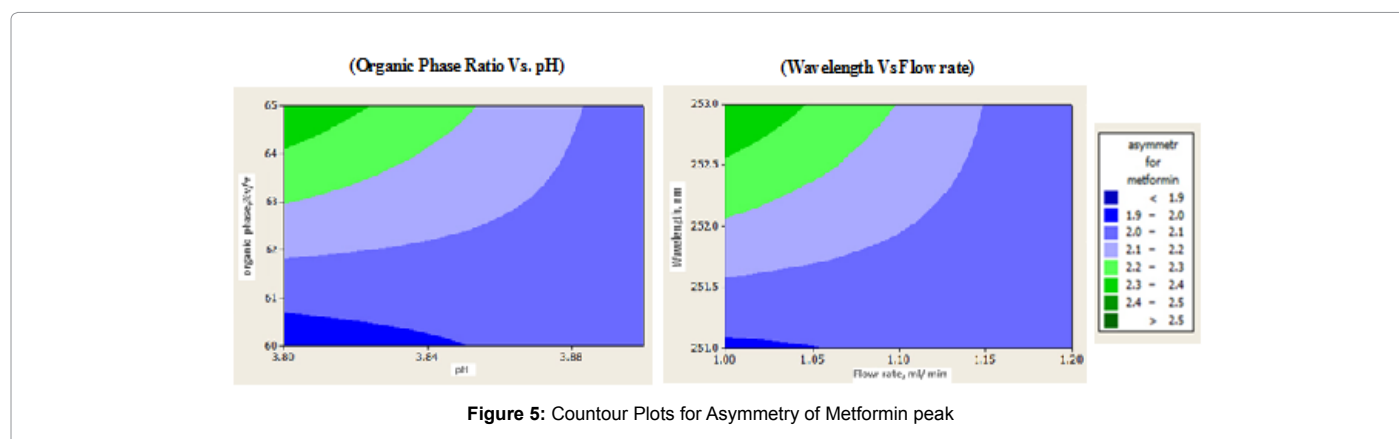 (Organic Phase Ratio Vs. pH)
65
64
63
62
61
60
organic phase,%v/v
3.80
3.84
3.88
pH
(Wavelength VsFlow rate)
253.0
252.5
252.0
251.5
251.0
Wavelength, nm
1.00
1.05
1.10
1.15
1.20
Flow rate, ml/ min
asymmetr
for
metformin
< 1.9
1.9 - 2.0
2.0 - 2.1
2.1 - 2.2
2.2 - 2.3
2.3 - 2.4
2.4 - 2.5
> 2.5
Figure 5: Countour Plots for Asymmetry of Metformin peak